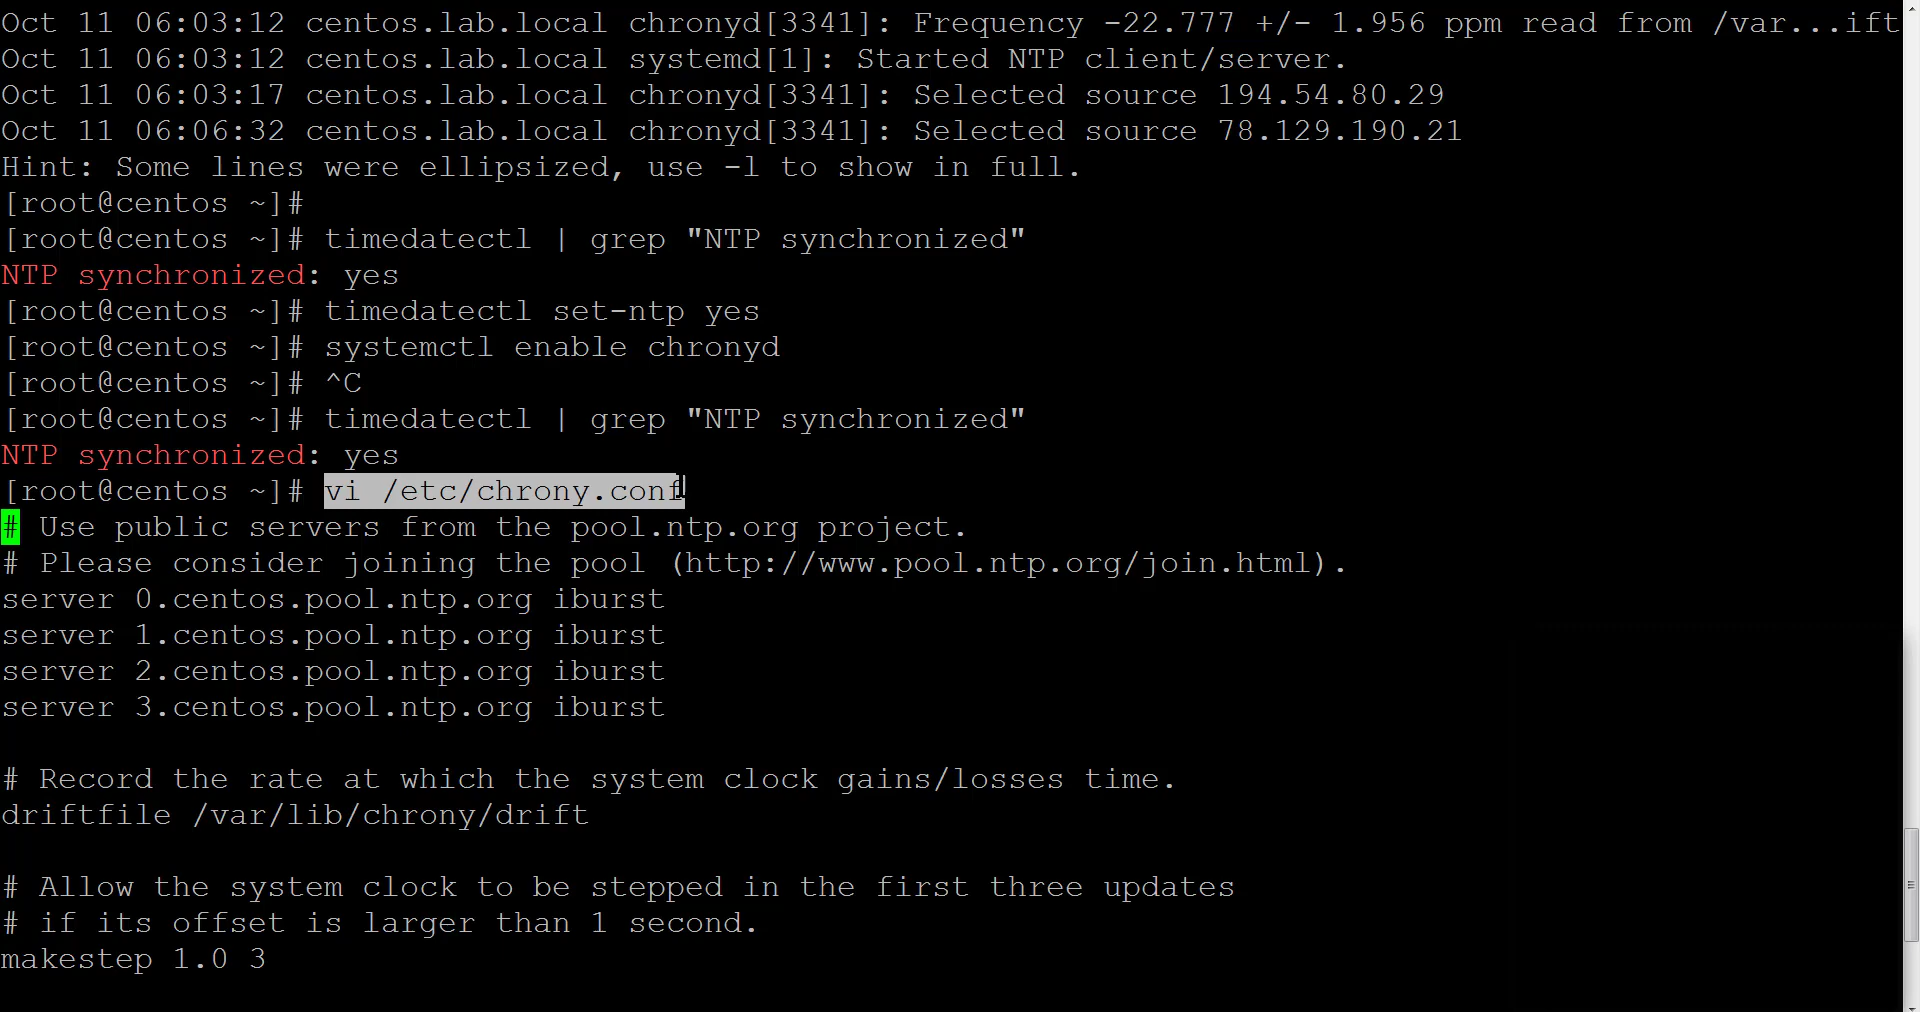 Oct 11 06:03:12 centos.lab.local chronyd[3341]: Frequency -22.777 +/- 1.956 ppm read from /var...ift
Oct 11 06:03:12 centos.lab.local systemd[1]: Started NTP client/server.
Oct 11 06:03:17 centos.lab.local chronyd[3341]: Selected source 194.54.80.29
Oct 11 06:06:32 centos.lab.local chronyd[3341]: Selected source 78.129.190.21
Hint: Some lines were ellipsized, use -l to show in full.
[root@centos ~]#
[root@centos ~]# timedatectl | grep "NTP synchronized"
NTP synchronized: yes
[root@centos ~]# timedatectl set-ntp yes
[root@centos ~]# systemctl enable chronyd
[root@centos ~]# ^C
[root@centos ~]# timedatectl | grep "NTP synchronized"
NTP synchronized: yes
[root@centos ~]# vi /etc/chrony.conf
# Use public servers from the pool.ntp.org project.
# Please consider joining the pool (http://www.pool.ntp.org/join.html).
server 0.centos.pool.ntp.org iburst
server 1.centos.pool.ntp.org iburst
server 2.centos.pool.ntp.org iburst
server 3.centos.pool.ntp.org iburst
# Record the rate at which the system clock gains/losses time.
driftfile /var/lib/chrony/drift
# Allow the system clock to be stepped in the first three updates
# if its offset is larger than 1 second.
makestep 1.0 3